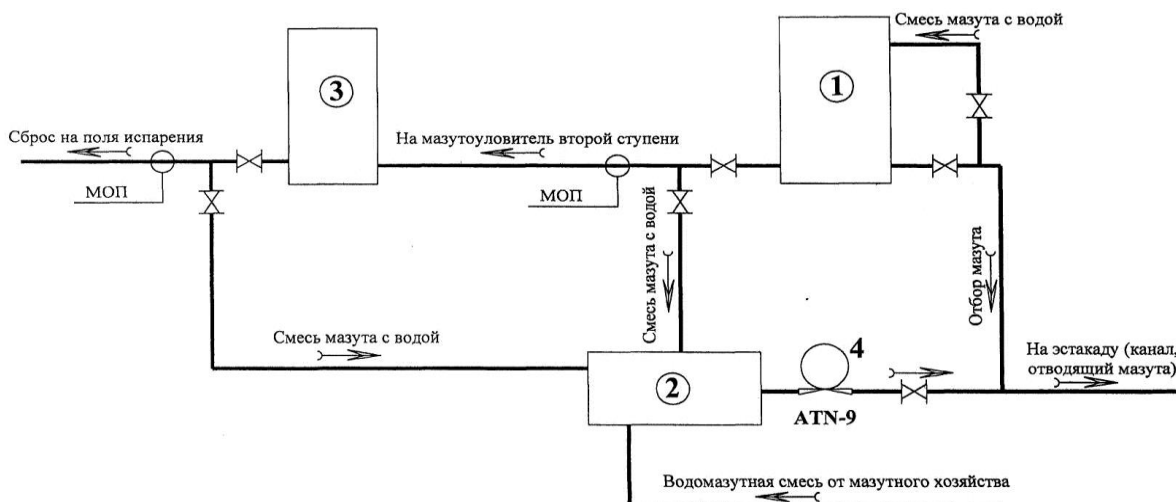 Смесь мазута с водой
1
3
Сброс на поля испарения
На мазутоуловитель второй ступени
МОП
МОП
Смесь мазута с водой
Отбор мазута
Смесь мазута с водой
4
На эстакаду (канал,
отводящий мазута)
2
ATN-9
Водомазутная смесь от мазутного хозяйства